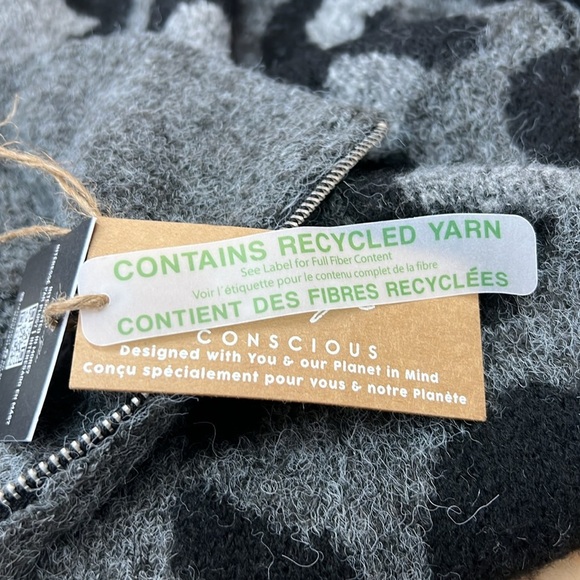 CONTAINS RECYCLED YARN
See Label for Full Fiber Content
Voir l'étiquette pour le contenu complet de la fibre
CONTIENT DES FIBRES RECYCLÉES
CONSCIOUS
Designed with You & our Planet in Mind
Conçu spécialement pour vous & notre Planète